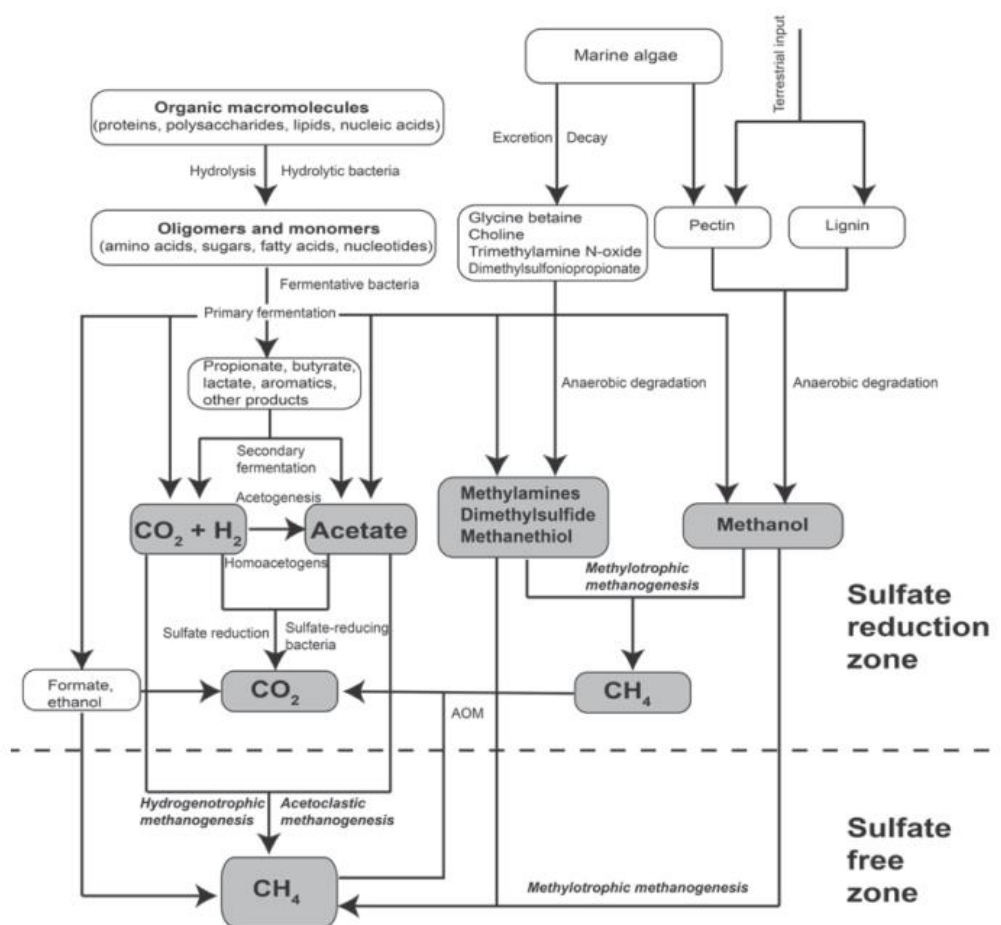 Marine algae
Terrestrial input
Organic macromolecules
(proteins, polysaccharides, lipids, nucleic acids)
Excretion
Decay
Hydrolysis
Hydrolytic bacteria
Oligomers and monomers
(amino acids, sugars, fatty acids, nucleotides)
Glycine betaine
Choline
Trimethylamine N-oxide
Dimethylsulfoniopropionate
Pectin
Lignin
Fermentative bacteria
Primary fermentation
Propionate, butyrate,
lactate, aromatics,
other products
Anaerobic degradation
Anaerobic degradation
Secondary
fermentation
Acetogenesis
CO₂ + H₂
Acetate
Homoacetogens
Methylamines
Dimethylsulfide
Methanethiol
Methanol
Methylotrophic
methanogenesis
Sulfate
reduction
zone
Sulfate reduction
Sulfate-reducing
bacteria
Formate,
ethanol
CO₂
CH₄
AOM
Hydrogenotrophic
methanogenesis
Acetoclastic
methanogenesis
CH₄
Methylotrophic methanogenesis
Sulfate
free
zone